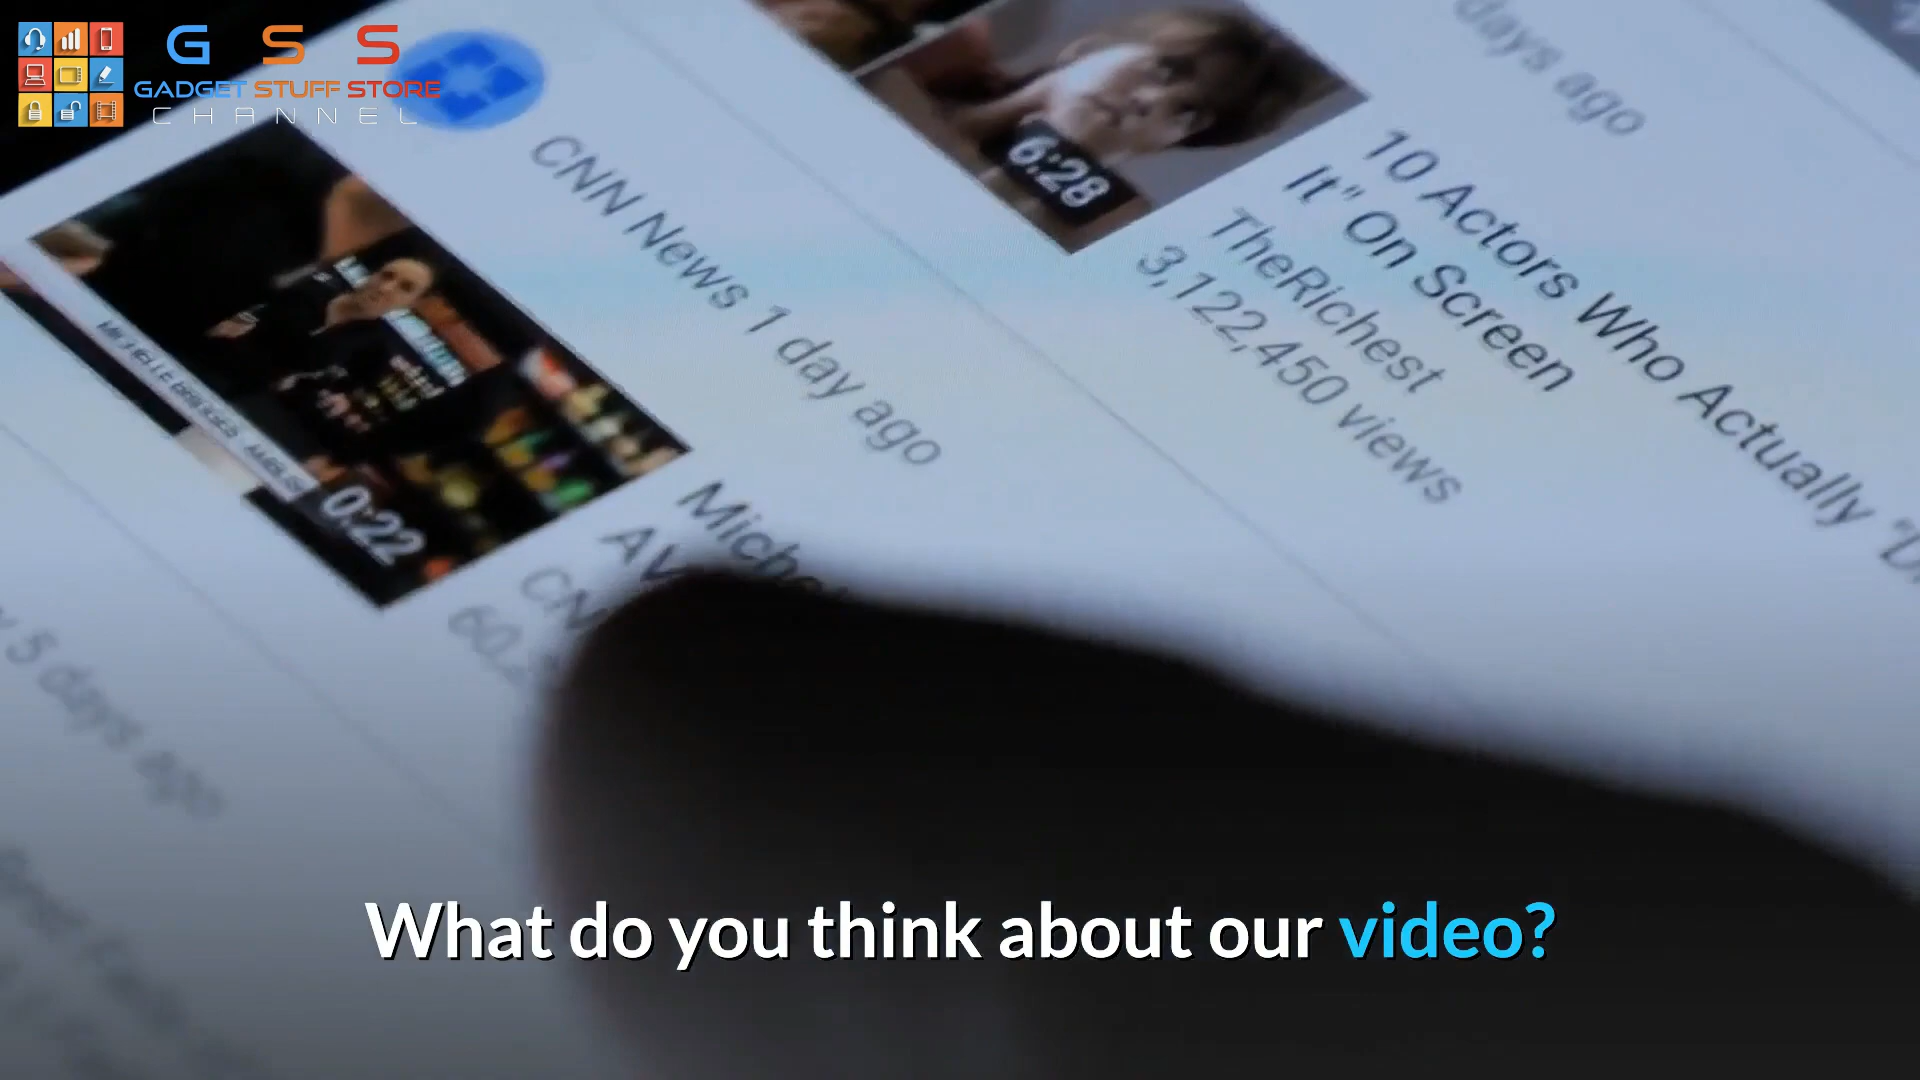 G S S
GADGET STUFF STORE
CHANNEL
days ago
10 Actors Who Actually
It" On Screen
TheRichest
3,122,450 views
6:28
CNN News 1 day ago
0:22
5 days ago
What do you think about our video?